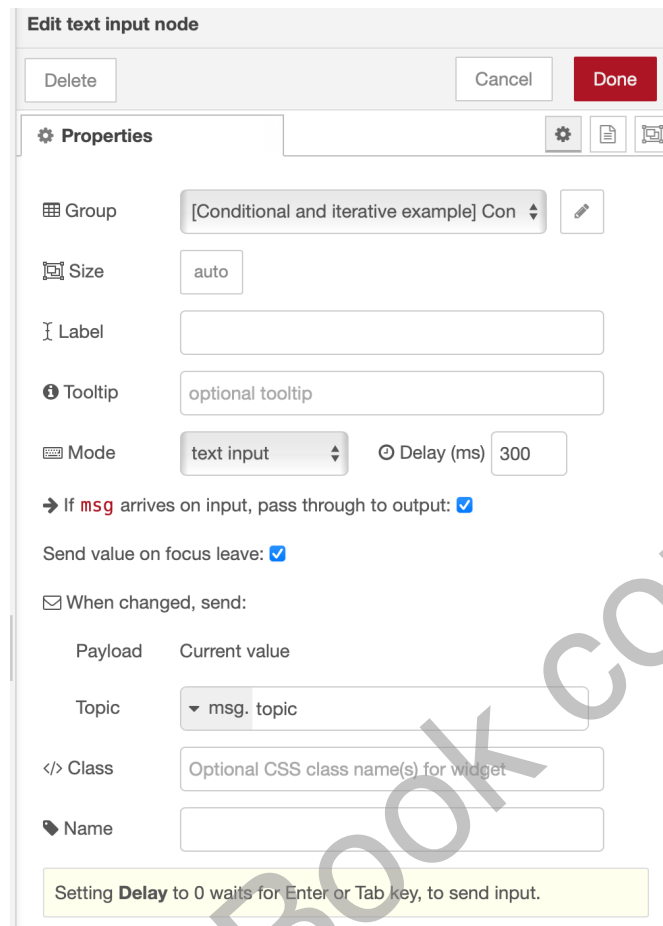 Edit text input node
Delete Cancel Done
Properties
Group [Conditional and iterative example] Con
Size auto
Label
Tooltip optional tooltip
Mode text input Delay (ms) 300
If msg arrives on input, pass through to output:
Send value on focus leave:
When changed, send:
Payload Current value
Topic msg. topic
</> Class Optional CSS class name(s) for widget
Name
Setting Delay to 0 waits for Enter or Tab key, to send input.
Book co